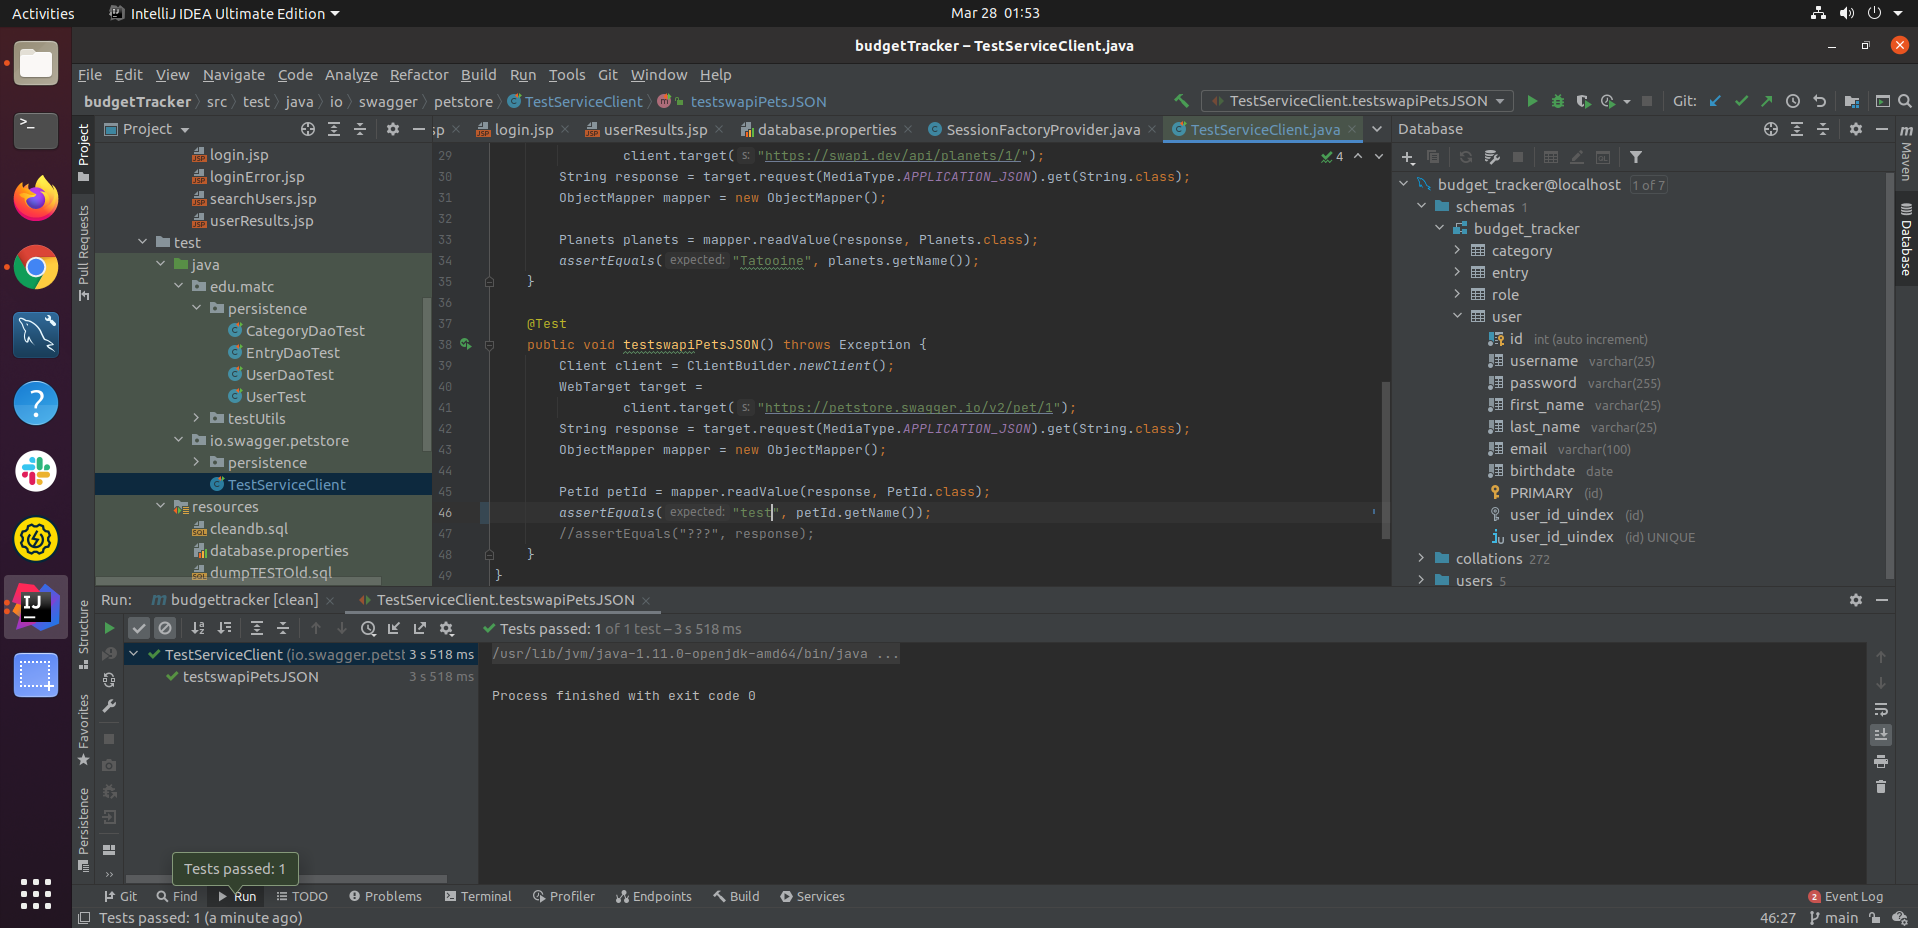 Activities IntelliJ IDEA Ultimate Edition Mar 28 01:53
budgetTracker – TestServiceClient.java
File Edit View Navigate Code Analyze Refactor Build Run Tools Git Window Help
budgetTracker src test java io swagger petstore TestServiceClient testswapiPetsJSON TestServiceClient.testswapiPetsJSON Git:
Project
sp login.jsp userResults.jsp database.properties SessionFactoryProvider.java TestServiceClient.java
Database
Project
Pull Requests
Structure
Favorites
Persistence
login.jsp
loginError.jsp
searchUsers.jsp
userResults.jsp
test
java
edu.matc
persistence
CategoryDaoTest
EntryDaoTest
UserDaoTest
UserTest
testUtils
io.swagger.petstore
persistence
TestServiceClient
resources
cleandb.sql
database.properties
dumpTESTOld.sql
4
29 client.target( s: "https://swapi.dev/api/planets/1/");
30 String response = target.request(MediaType.APPLICATION_JSON).get(String.class);
31 ObjectMapper mapper = new ObjectMapper();
32
33 Planets planets = mapper.readValue(response, Planets.class);
34 assertEquals( expected: "Tatooine", planets.getName());
35 }
36
37 @Test
38 public void testswapiPetsJSON() throws Exception {
39 Client client = ClientBuilder.newClient();
40 WebTarget target =
41 client.target( s: "https://petstore.swagger.io/v2/pet/1");
42 String response = target.request(MediaType.APPLICATION_JSON).get(String.class);
43 ObjectMapper mapper = new ObjectMapper();
44
45 PetId petId = mapper.readValue(response, PetId.class);
46 assertEquals( expected: "test", petId.getName());
47 //assertEquals("???", response);
48 }
49 }
budget_tracker@localhost 1 of 7
schemas 1
budget_tracker
category
entry
role
user
id int (auto increment)
username varchar(25)
password varchar(255)
first_name varchar(25)
last_name varchar(25)
email varchar(100)
birthdate date
PRIMARY (id)
user_id_uindex (id)
user_id_uindex (id) UNIQUE
collations 272
users 5
Maven
Database
Run: budgettracker [clean] TestServiceClient.testswapiPetsJSON
Tests passed: 1 of 1 test – 3 s 518 ms
TestServiceClient (io.swagger.petst 3 s 518 ms
testswapiPetsJSON 3 s 518 ms
/usr/lib/jvm/java-1.11.0-openjdk-amd64/bin/java ...
Process finished with exit code 0
Tests passed: 1
Git Find Run TODO Problems Terminal Profiler Endpoints Build Services 2 Event Log
Tests passed: 1 (a minute ago) 46:27 main